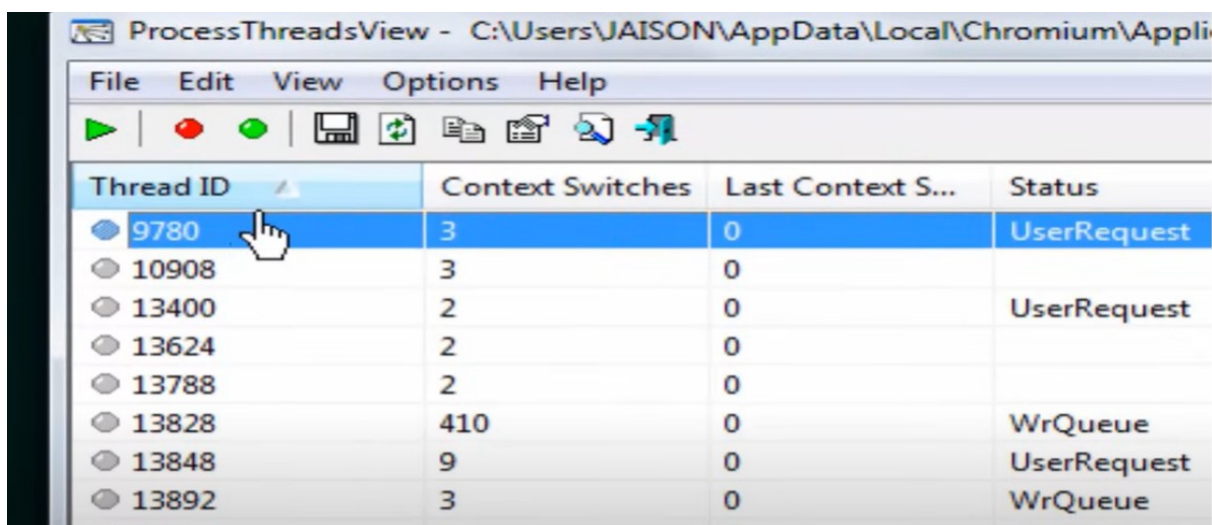 ProcessThreadsView - C:\Users\JAISON\AppData\Local\Chromium\Appli
File Edit View Options Help
Thread ID Context Switches Last Context S... Status
9780 3 0 UserRequest
10908 3 0
13400 2 0 UserRequest
13624 2 0
13788 2 0
13828 410 0 WrQueue
13848 9 0 UserRequest
13892 3 0 WrQueue